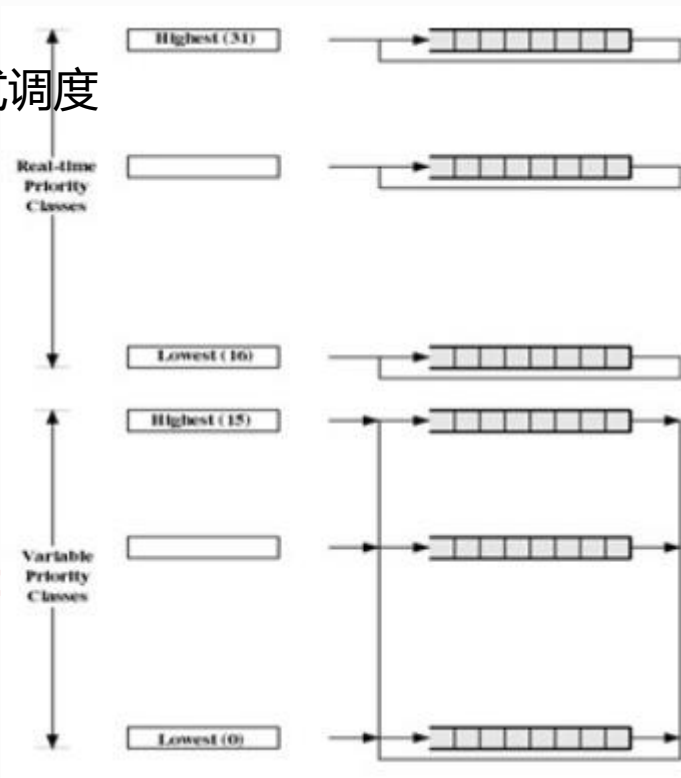 Highest (31)
式调度
Real-time
Priority
Classes
Lowest (16)
Highest (15)
Variable
Priority
Classes
Lowest (0)